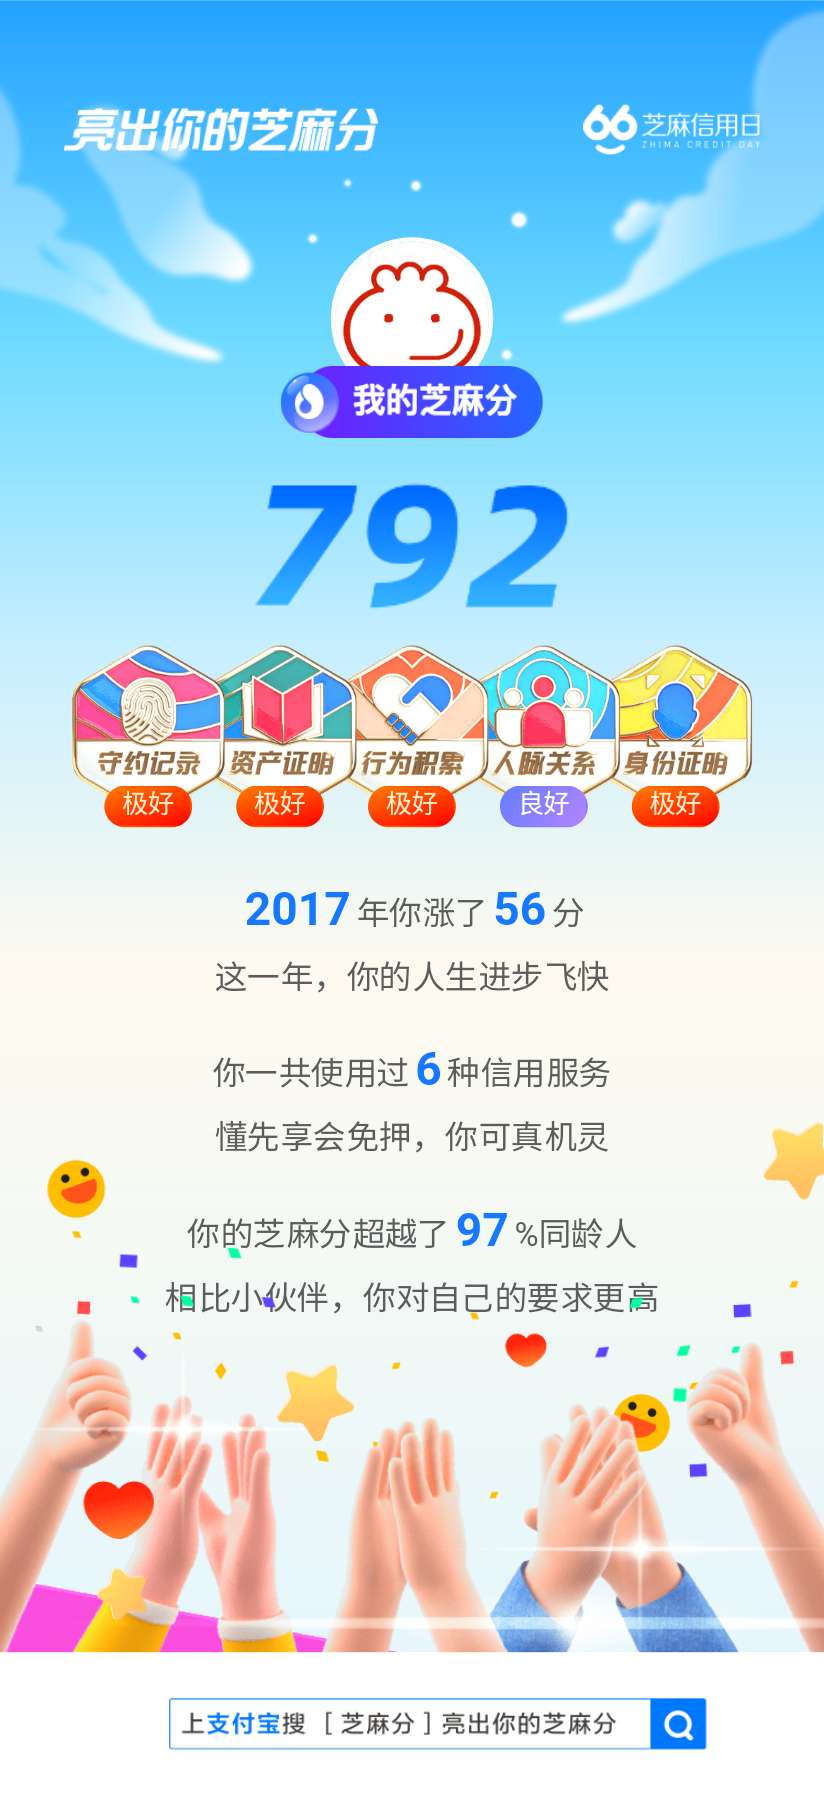 亮出你的芝麻分
66 芝麻信用日
ZHIMA CREDIT DAY
我的芝麻分
792
守约记录 资产证明 行为积累 人脉关系 身份证明
极好 极好 极好 良好 极好
2017 年你涨了 56 分
这一年，你的人生进步飞快
你一共使用过 6 种信用服务
懂先享会免押，你可真机灵
你的芝麻分超越了 97 %同龄人
相比小伙伴，你对自己的要求更高
上支付宝搜 [ 芝麻分 ] 亮出你的芝麻分